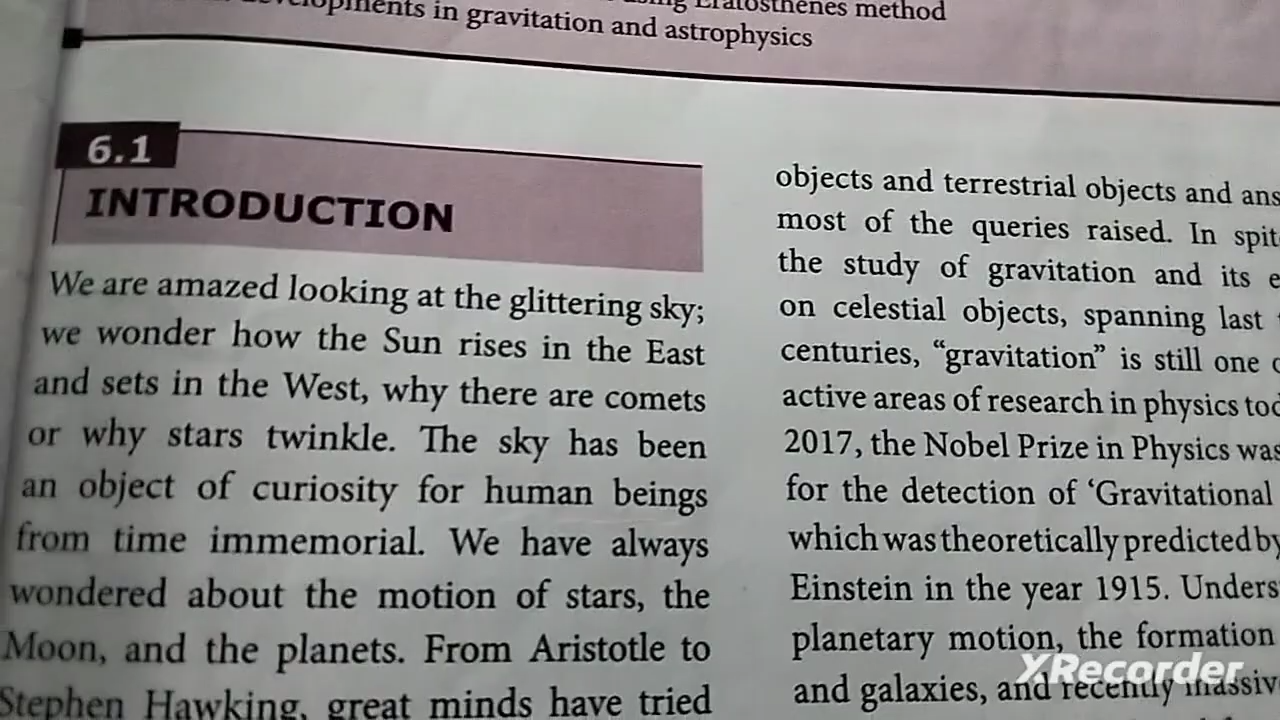 Eratosthenes method
in gravitation and astrophysics
6.1
INTRODUCTION
We are amazed looking at the glittering sky;
we wonder how the Sun rises in the East
and sets in the West, why there are comets
or why stars twinkle. The sky has been
an object of curiosity for human beings
from time immemorial. We have always
wondered about the motion of stars, the
Moon, and the planets. From Aristotle to
Stephen Hawking, great minds have tried
objects and terrestrial objects and
most of the queries raised. In
the study of gravitation and its
on celestial objects, spanning last
centuries, “gravitation” is still one
active areas of research in physics
2017, the Nobel Prize in Physics
for the detection of ‘Gravitational
which was theoretically predicted by
Einstein in the year 1915.
planetary motion, the formation
and galaxies, and recently
XRecorder